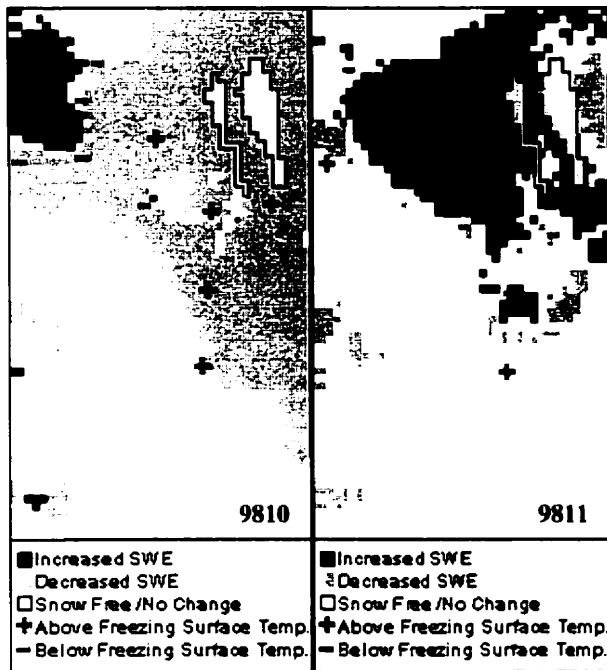 9810
9811
Increased SWE
Decreased SWE
Snow Free/No Change
Above Freezing Surface Temp.
Below Freezing Surface Temp.
Increased SWE
Decreased SWE
Snow Free/No Change
Above Freezing Surface Temp.
Below Freezing Surface Temp.